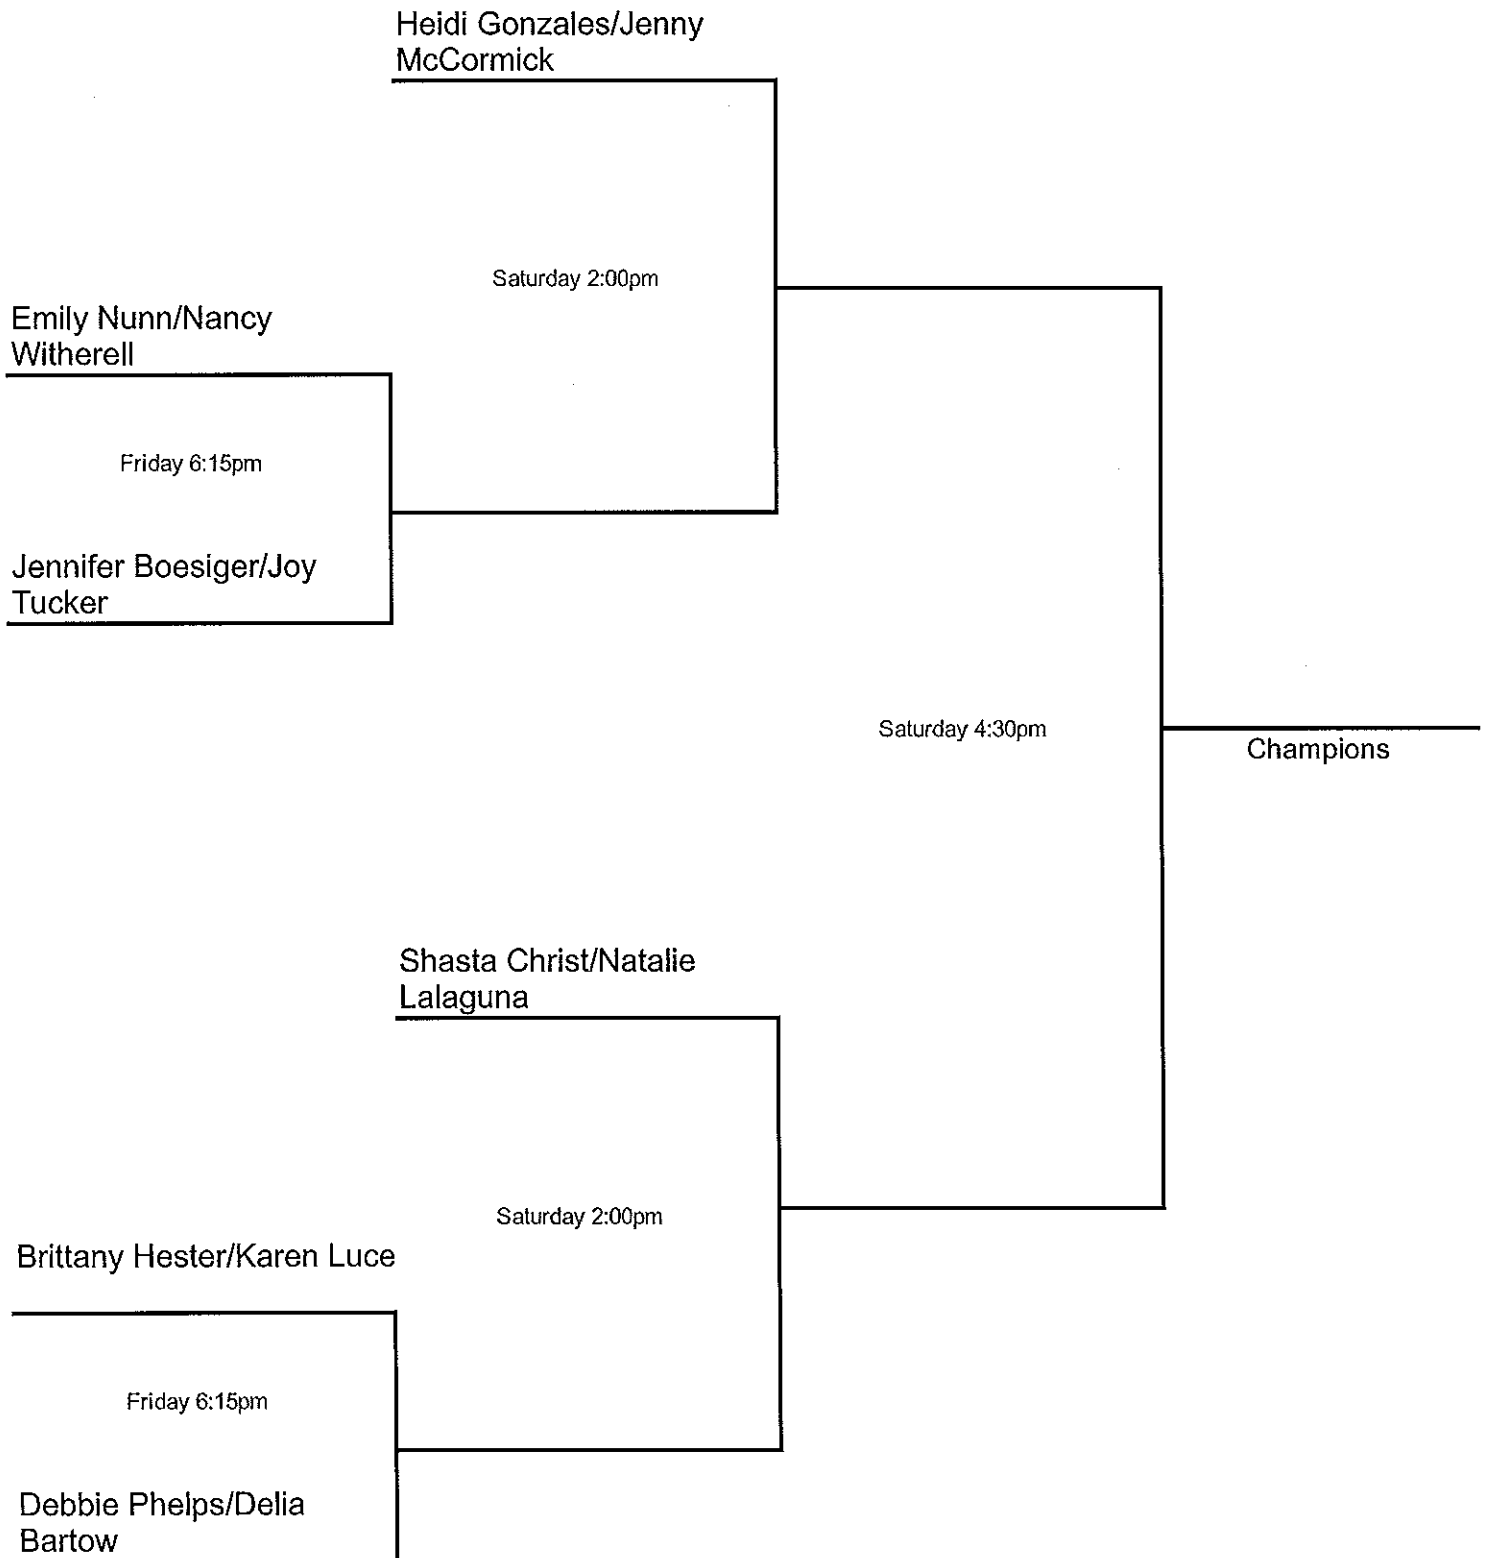 Heidi Gonzales/Jenny
McCormick
Saturday 2:00pm
Emily Nunn/Nancy
Witherell
Friday 6:15pm
Jennifer Boesiger/Joy
Tucker
Saturday 4:30pm
Champions
Shasta Christ/Natalie
Lalaguna
Saturday 2:00pm
Brittany Hester/Karen Luce
Friday 6:15pm
Debbie Phelps/Delia
Bartow